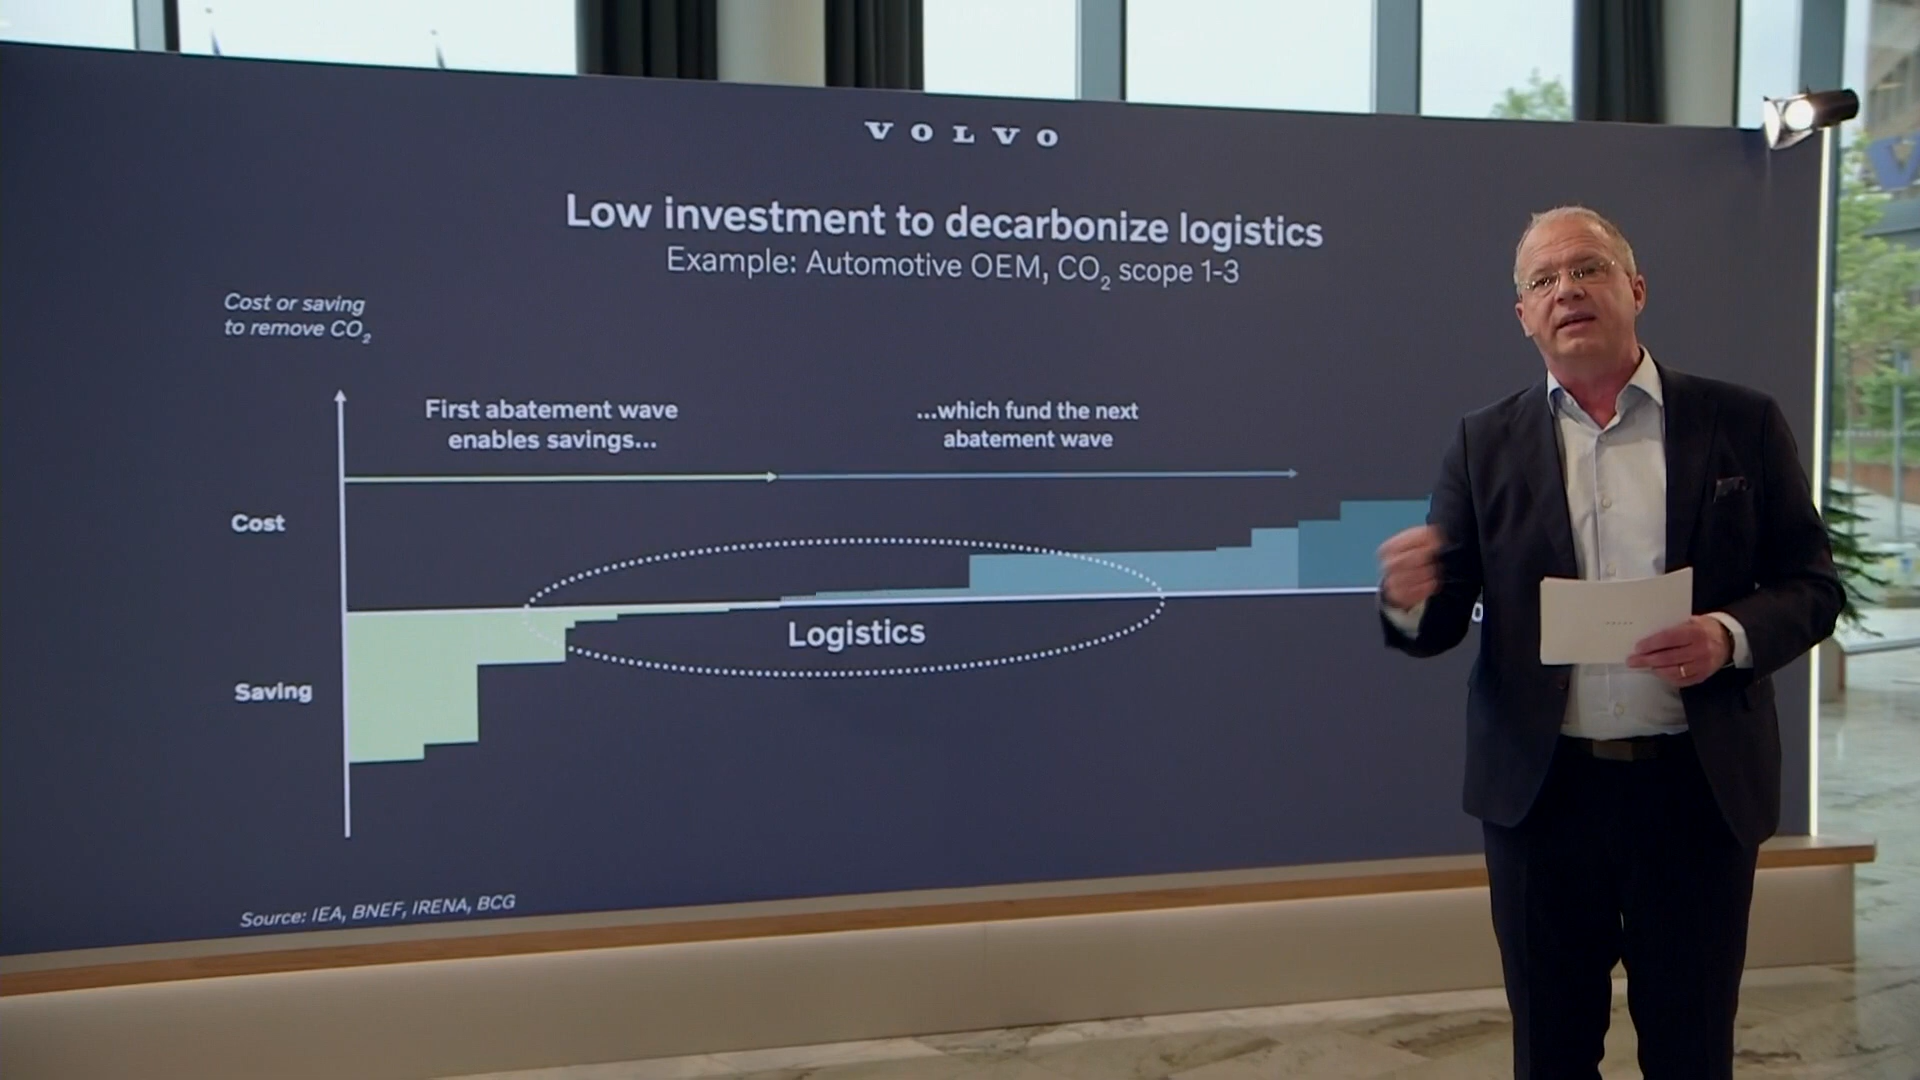 VOLVO
Low investment to decarbonize logistics
Example: Automotive OEM, CO₂ scope 1-3
Cost or saving
to remove CO₂
First abatement wave
enables savings...
...which fund the next
abatement wave
Cost
Logistics
Saving
Source: IEA, BNEF, IRENA, BCG